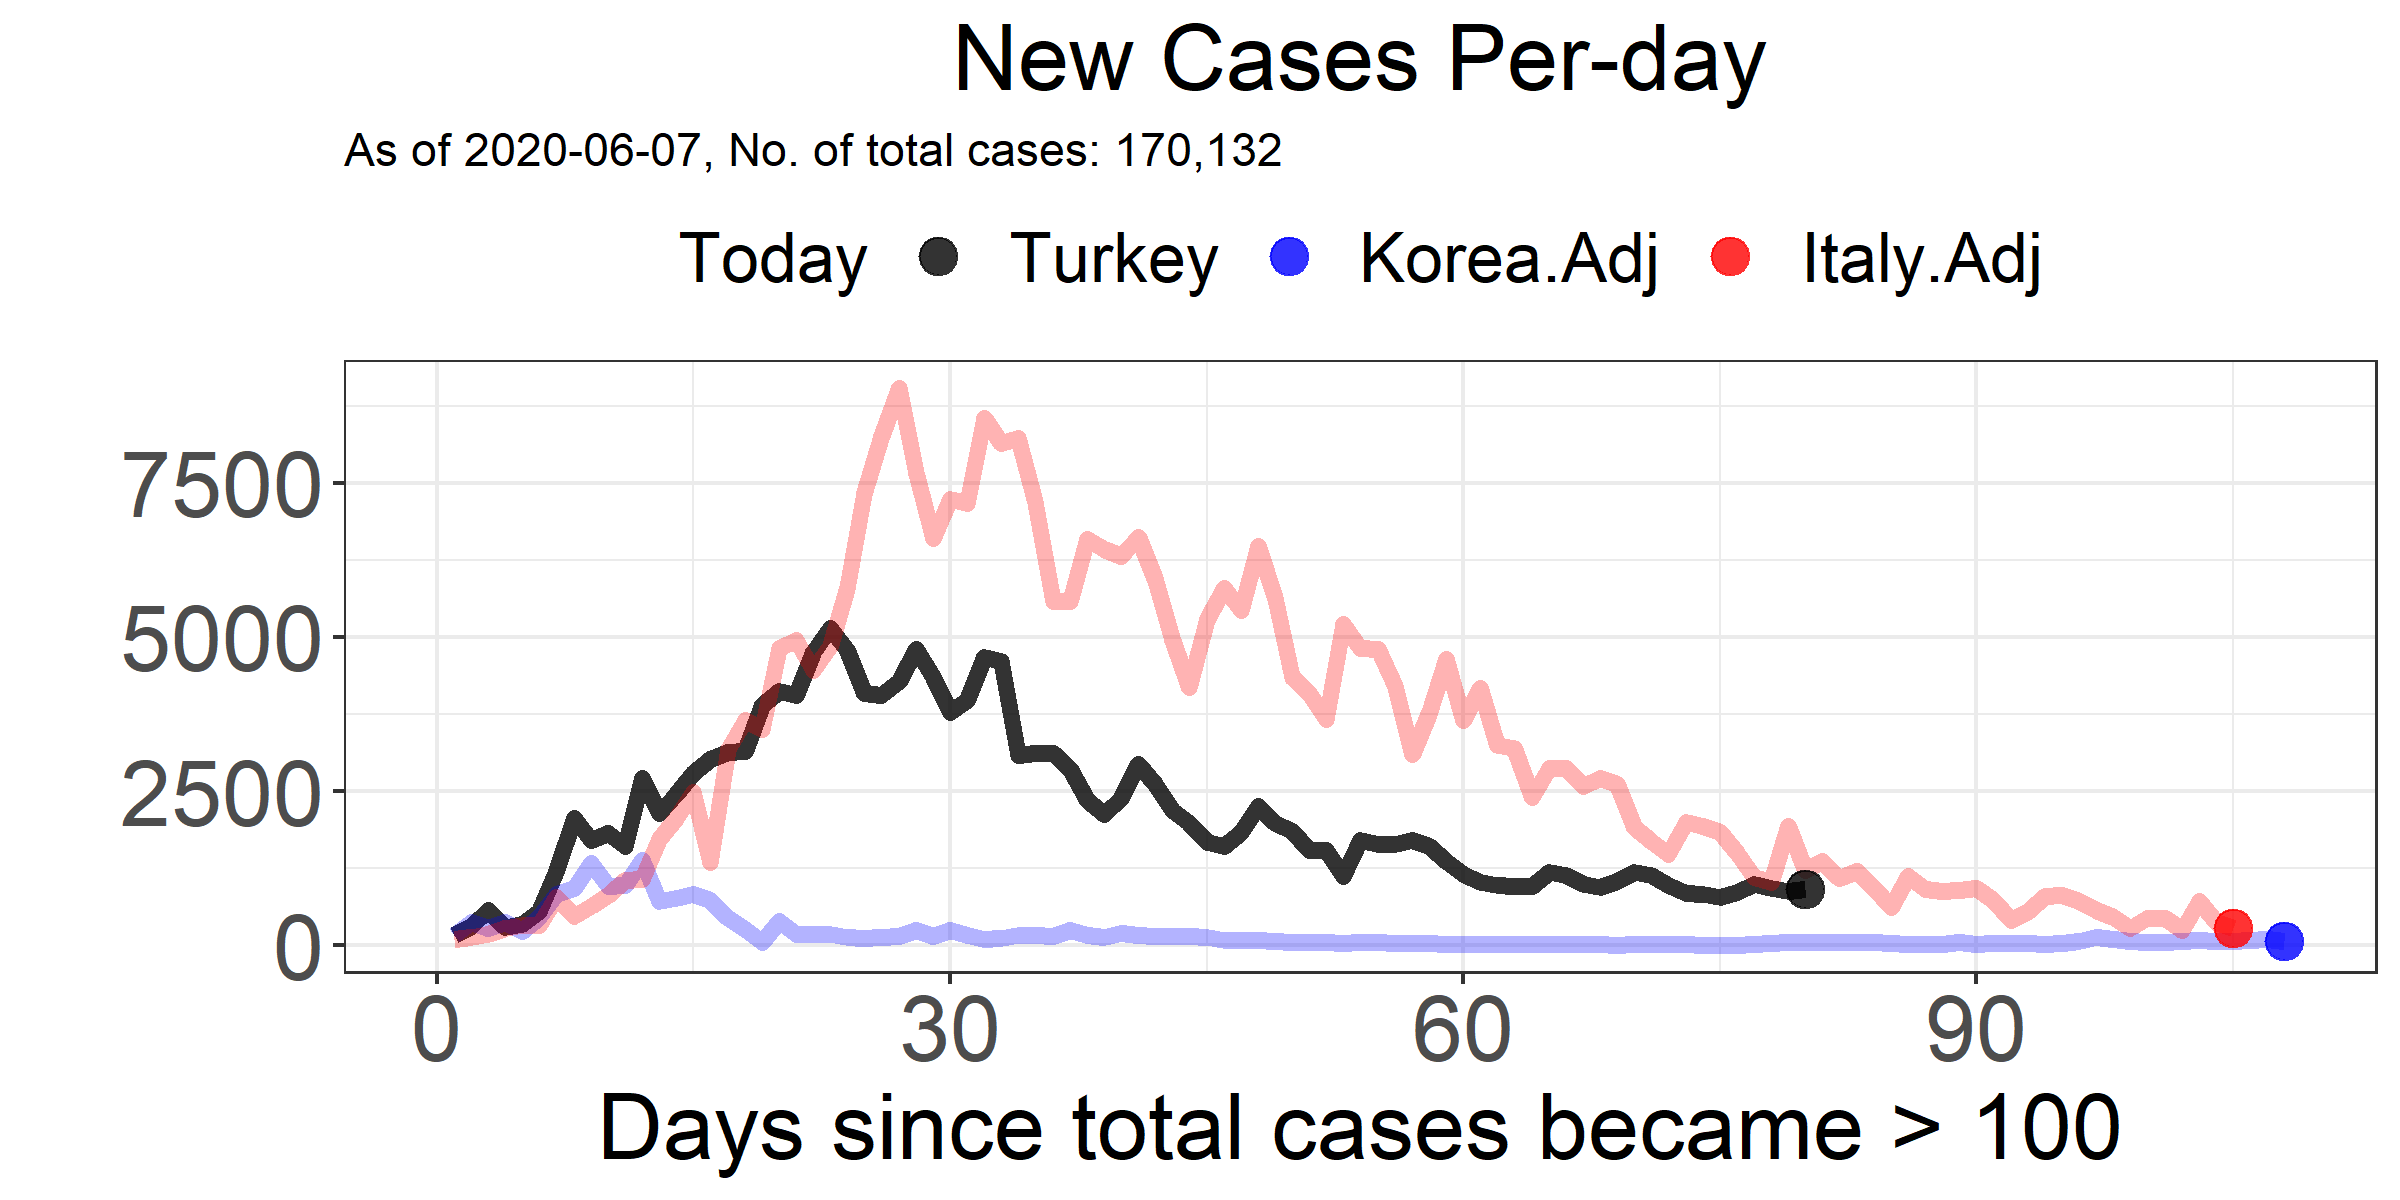 New Cases Per-day
As of 2020-06-07, No. of total cases: 170,132
Today Turkey Korea.Adj Italy.Adj
7500
5000
2500
0
0 30 60 90
Days since total cases became > 100